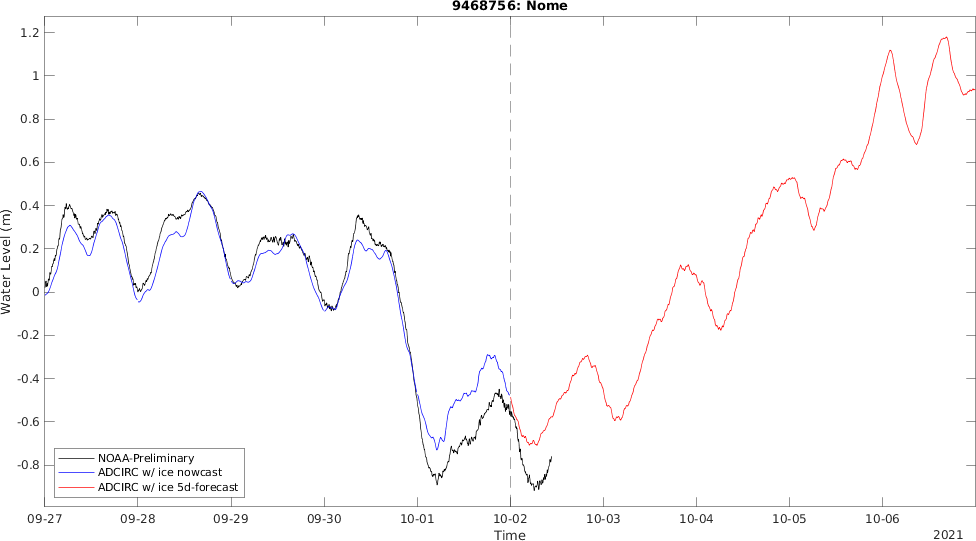 9468756: Nome
Water Level (m)
1.2
1
0.8
0.6
0.4
0.2
0
-0.2
-0.4
-0.6
-0.8
NOAA-Preliminary
ADCIRC w/ ice nowcast
ADCIRC w/ ice 5d-forecast
09-27 09-28 09-29 09-30 10-01 10-02 10-03 10-04 10-05 10-06
Time
2021